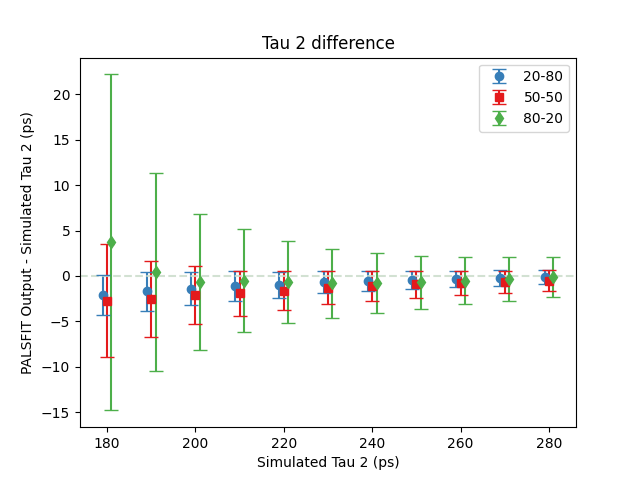 Tau 2 difference
PALSFIT Output - Simulated Tau 2 (ps)
20
15
10
5
0
−5
−10
−15
20-80
50-50
80-20
180 200 220 240 260 280
Simulated Tau 2 (ps)